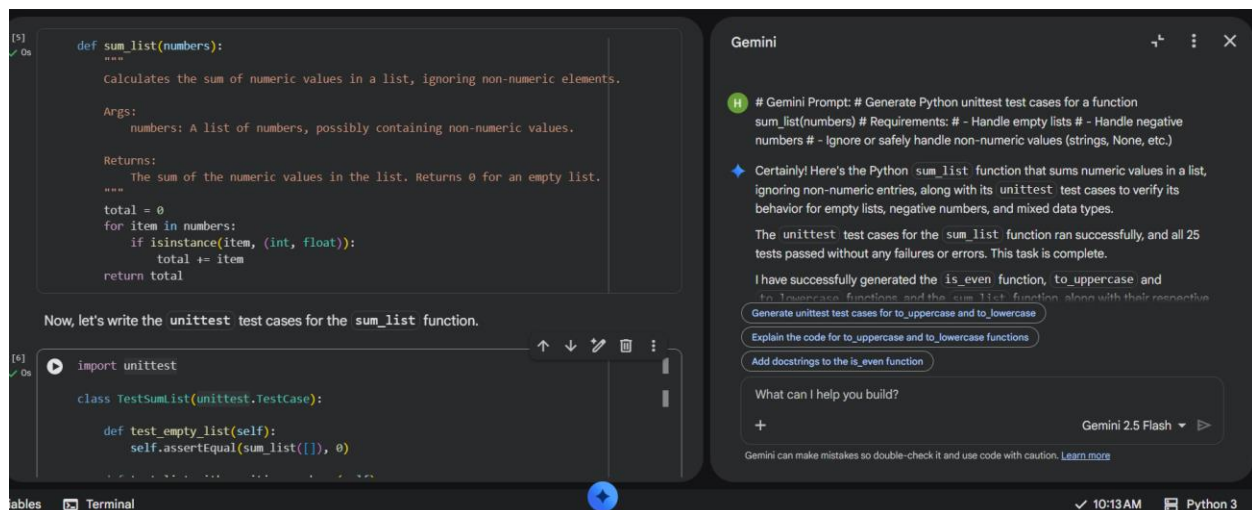 [5]
0s
def sum_list(numbers):
"""
Calculates the sum of numeric values in a list, ignoring non-numeric elements.
Args:
numbers: A list of numbers, possibly containing non-numeric values.
Returns:
The sum of the numeric values in the list. Returns 0 for an empty list.
"""
total = 0
for item in numbers:
if isinstance(item, (int, float)):
total += item
return total
Now, let's write the unittest test cases for the sum_list function.
[6]
0s
import unittest
class TestSumList(unittest.TestCase):
def test_empty_list(self):
self.assertEqual(sum_list([]), 0)
Gemini
H
# Gemini Prompt: # Generate Python unittest test cases for a function
sum_list(numbers) # Requirements: # - Handle empty lists # - Handle negative
numbers # - Ignore or safely handle non-numeric values (strings, None, etc.)
Certainly! Here's the Python sum_list function that sums numeric values in a list,
ignoring non-numeric entries, along with its unittest test cases to verify its
behavior for empty lists, negative numbers, and mixed data types.
The unittest test cases for the sum_list function ran successfully, and all 25
tests passed without any failures or errors. This task is complete.
I have successfully generated the is_even function, to_uppercase and
to_lowercase functions and the sum_list function, along with their respective
Generate unittest test cases for to_uppercase and to_lowercase
Explain the code for to_uppercase and to_lowercase functions
Add docstrings to the is_even function
What can I help you build?
Gemini 2.5 Flash
Gemini can make mistakes so double-check it and use code with caution. Learn more
iables
Terminal
10:13 AM
Python 3